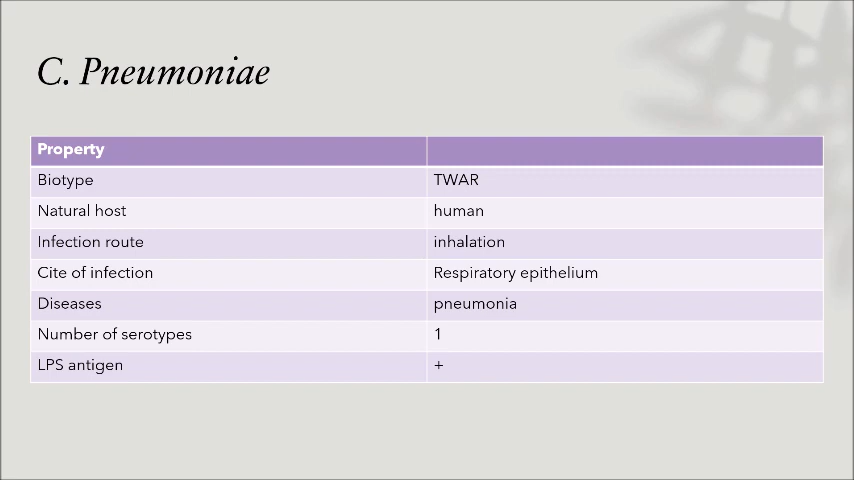 C. Pneumoniae
Property
Biotype TWAR
Natural host human
Infection route inhalation
Cite of infection Respiratory epithelium
Diseases pneumonia
Number of serotypes 1
LPS antigen +